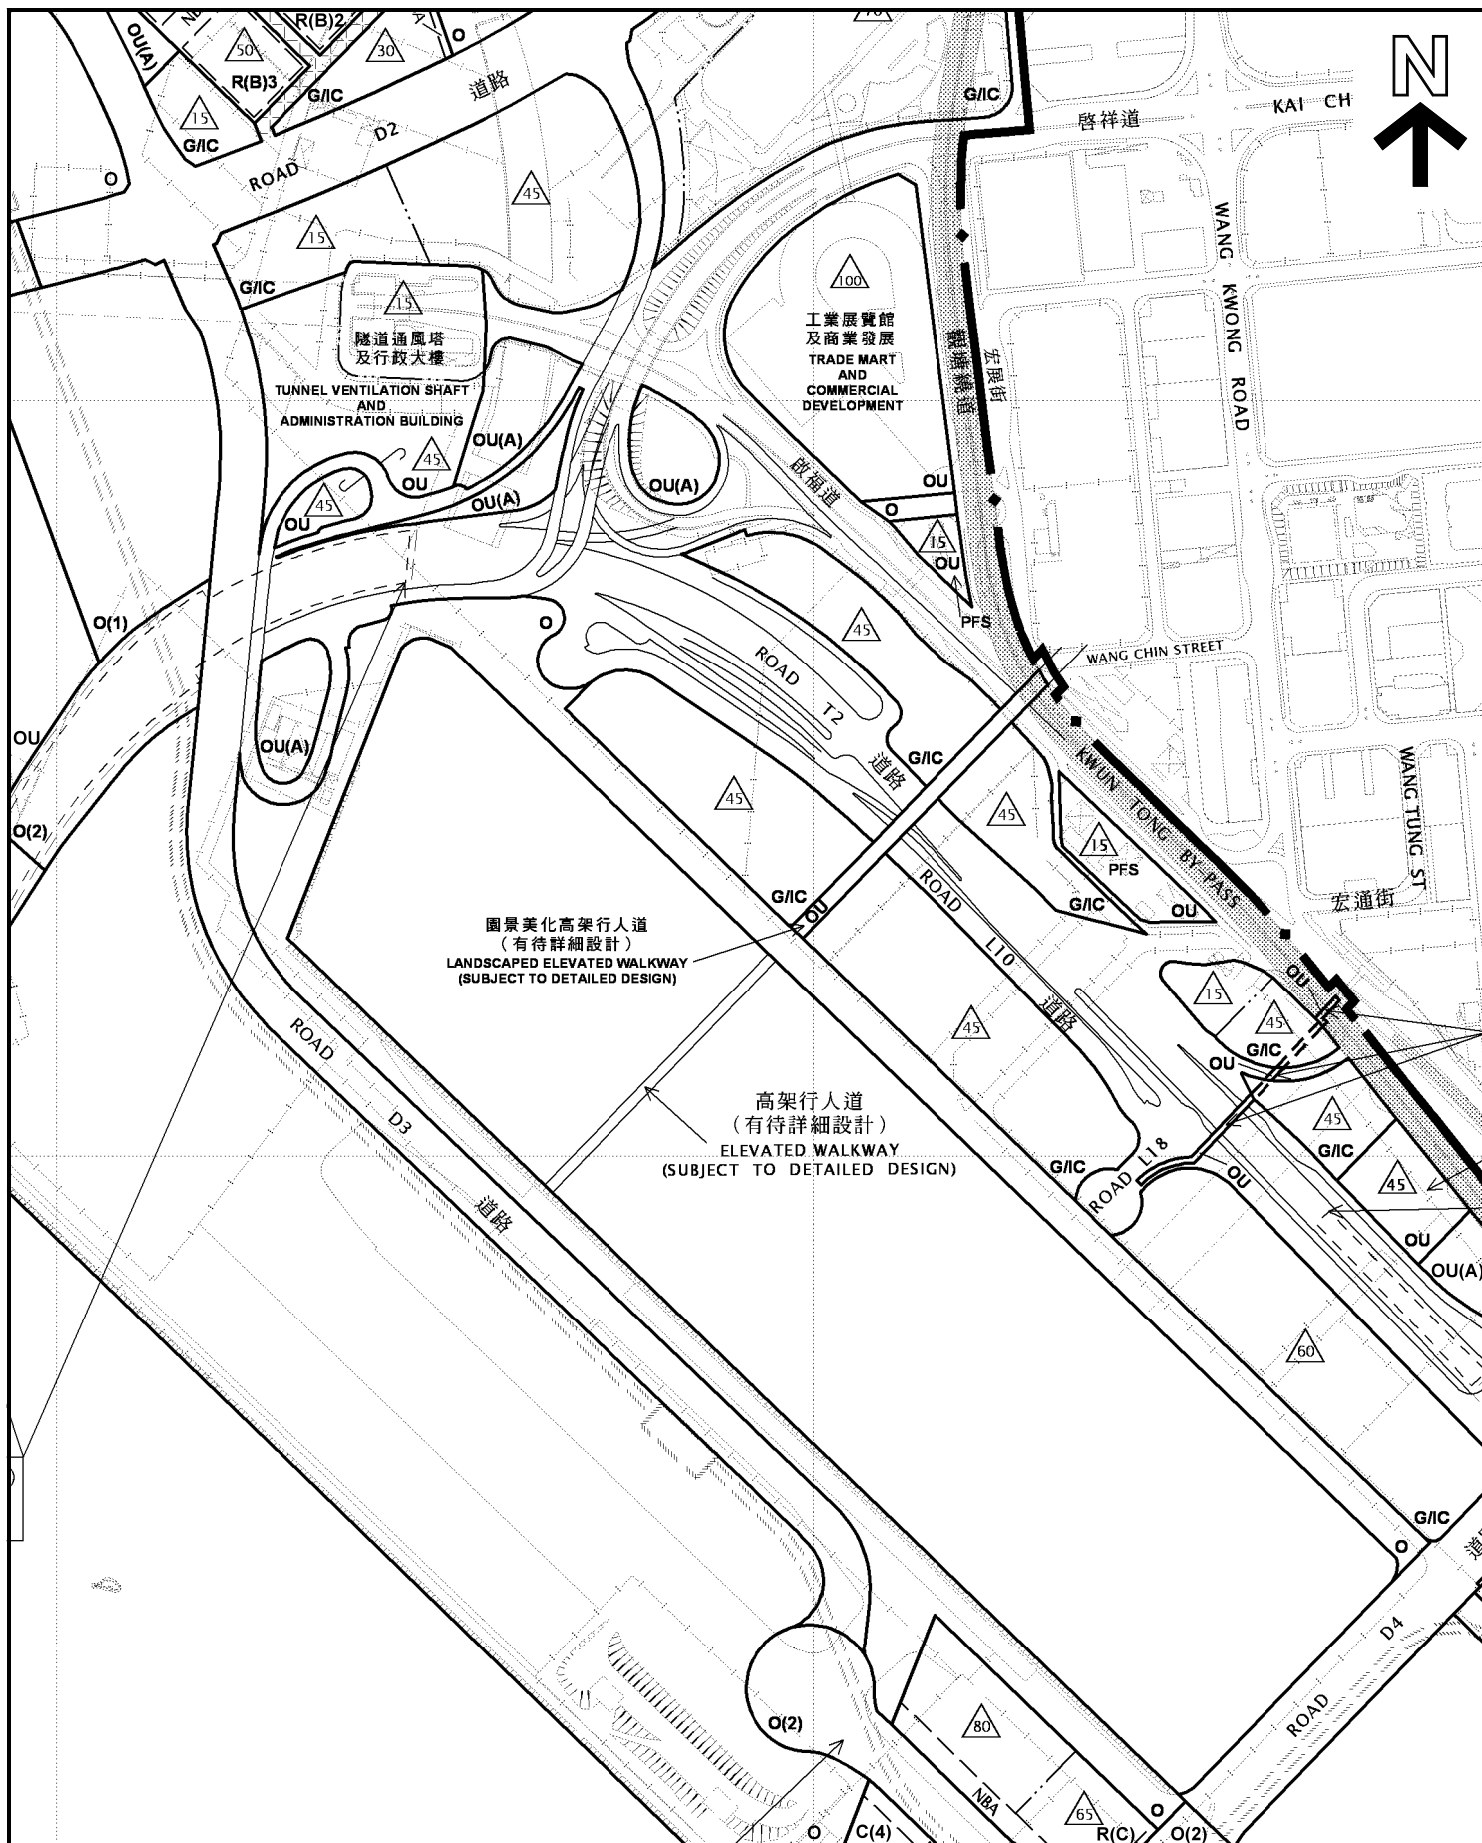 R(B)2
OU(A)
50
30
O
R(B)3
G/IC
G/IC
N
道路
KAI CH
啓祥道
15
G/IC
D2
O
ROAD
45
15
WANG KWONG ROAD
G/IC
100
15
工業展覽館
及商業發展
TRADE MART
AND
COMMERCIAL
DEVELOPMENT
隧道通風塔
及行政大樓
TUNNEL VENTILATION SHAFT
AND
ADMINISTRATION BUILDING
觀塘繞道
宏展街
OU(A)
45
OU
啟福道
OU(A)
OU(A)
OU
45
OU
O
15
OU
PFS
O(1)
O
45
ROAD T2
道路
WANG CHIN STREET
OU
OU(A)
G/IC
KWUN TONG BY-PASS
WANG TUNG ST
45
45
O(2)
15
PFS
G/IC
G/IC
OU
OU
宏通街
ROAD L10
道路
園景美化高架行人道
（有待詳細設計）
LANDSCAPED ELEVATED WALKWAY
(SUBJECT TO DETAILED DESIGN)
OU
15
45
45
G/IC
OU
ROAD D3
道路
高架行人道
（有待詳細設計）
ELEVATED WALKWAY
(SUBJECT TO DETAILED DESIGN)
45
G/IC
G/IC
ROAD L18
OU
45
OU
OU(A)
60
G/IC
O
ROAD D4
O(2)
80
NBA
65
O
C(4)
R(C)
O
O(2)